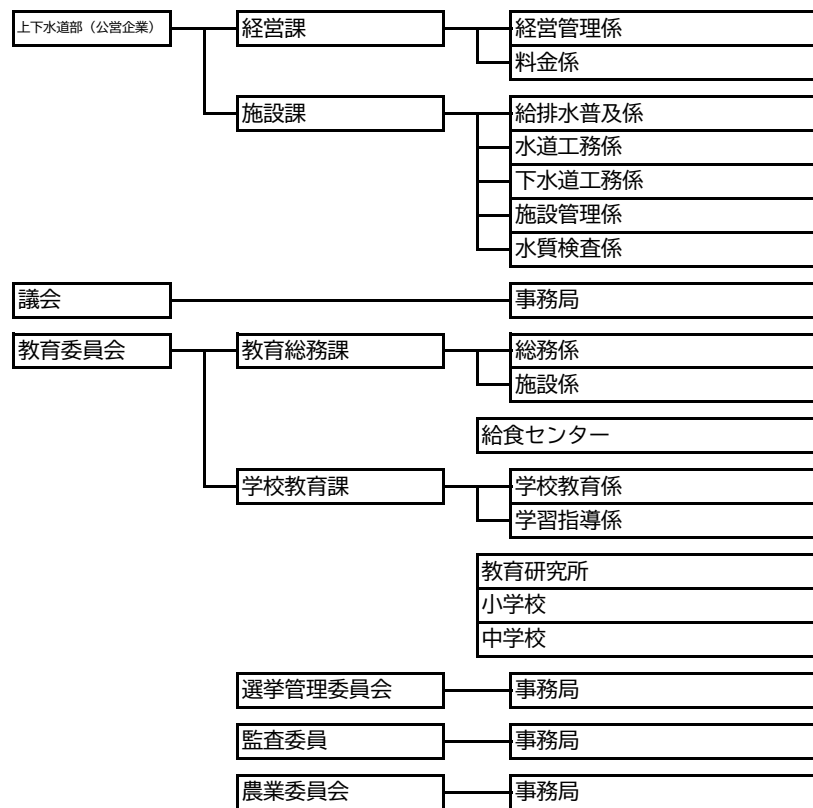 上下水道部（公営企業） 経営課 経営管理係
料金係
施設課 給排水普及係
水道工務係
下水道工務係
施設管理係
水質検査係
議会 事務局
教育委員会 教育総務課 総務係
施設係
給食センター
学校教育課 学校教育係
学習指導係
教育研究所
小学校
中学校
選挙管理委員会 事務局
監査委員 事務局
農業委員会 事務局